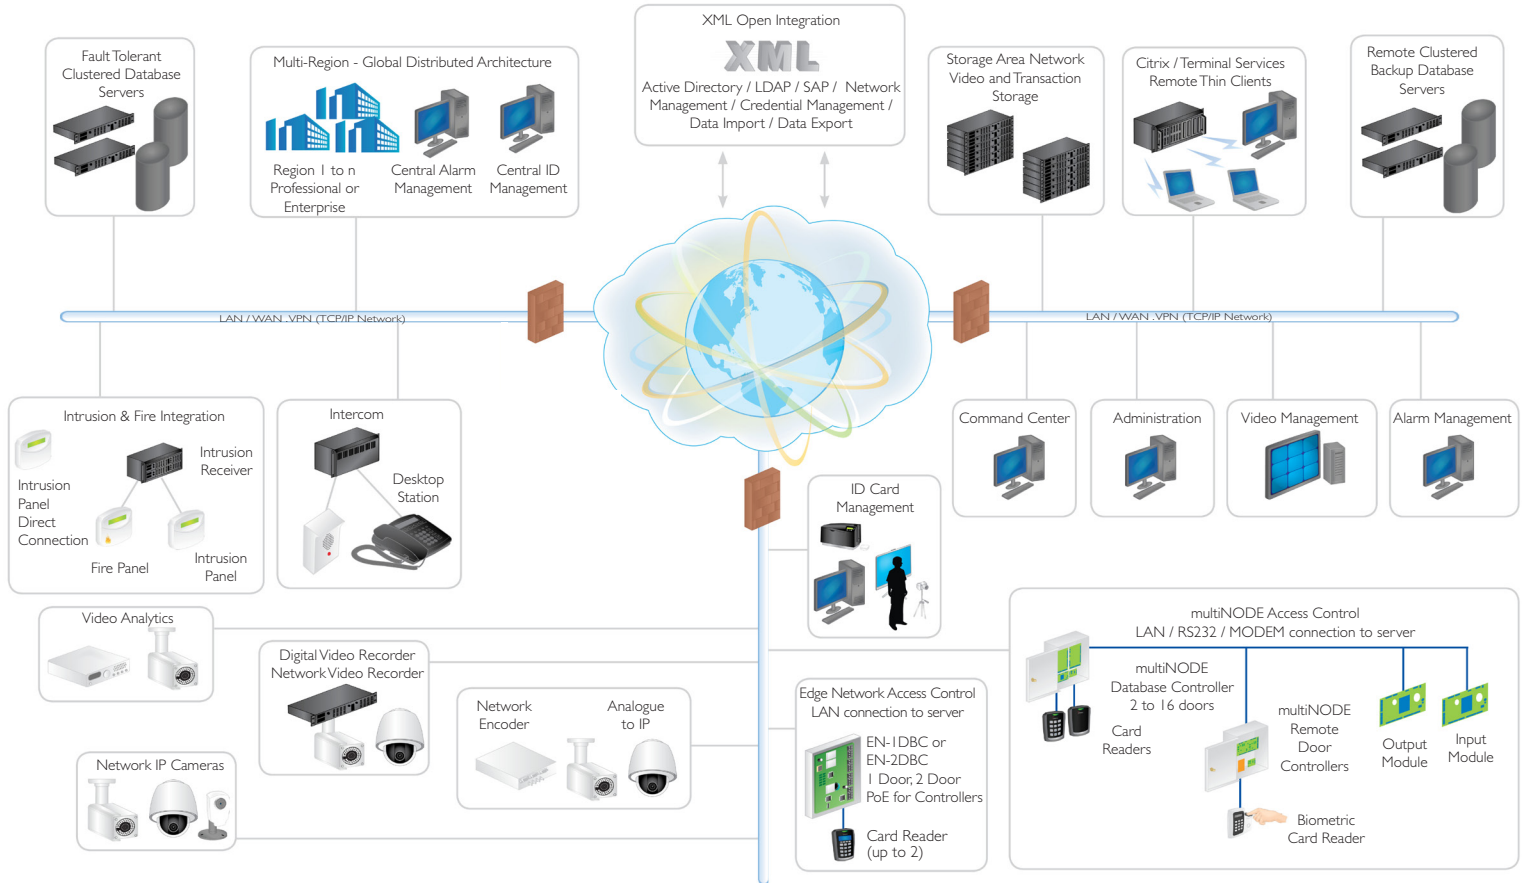 XML Open Integration
XML
Active Directory / LDAP / SAP / Network
Management / Credential Management /
Data Import / Data Export
Fault Tolerant
Clustered Database
Servers
Multi-Region - Global Distributed Architecture
Region 1 to n
Professional or
Enterprise
Central Alarm
Management
Central ID
Management
Storage Area Network
Video and Transaction
Storage
Citrix / Terminal Services
Remote Thin Clients
Remote Clustered
Backup Database
Servers
LAN / WAN .VPN (TCP/IP Network)
LAN / WAN .VPN (TCP/IP Network)
Intrusion & Fire Integration
Intrusion
Receiver
Intrusion
Panel
Direct
Connection
Fire Panel
Intrusion
Panel
Intercom
Desktop
Station
Command Center
Administration
Video Management
Alarm Management
ID Card
Management
Video Analytics
Digital Video Recorder
Network Video Recorder
Network
Encoder
Analogue
to IP
Network IP Cameras
Edge Network Access Control
LAN connection to server
EN-1DBC or
EN-2DBC
1 Door, 2 Door
PoE for Controllers
Card Reader
(up to 2)
multiNODE Access Control
LAN / RS232 / MODEM connection to server
multiNODE
Database Controller
2 to 16 doors
Card
Readers
multiNODE
Remote
Door
Controllers
Output
Module
Input
Module
Biometric
Card Reader